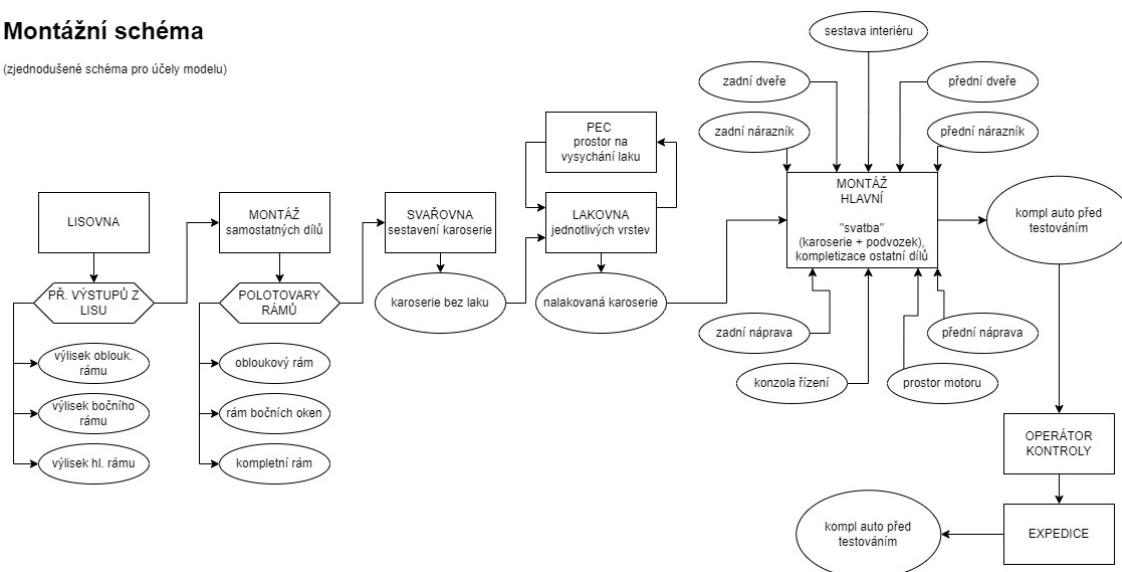 Montážní schéma
(zjednodušené schéma pro účely modelu)
sestava interiéru
zadní dveře
přední dveře
zadní nárazník
přední nárazník
PEC
prostor na
vysychání laku
LISOVNA
MONTÁŽ
samostatných dílů
SVAŘOVNA
sestavení karoserie
LAKOVNA
jednotlivých vrstev
MONTÁŽ
HLAVNÍ
"svatba"
(karoserie + podvozek),
kompletizace ostatní dílů
kompl auto před
testováním
PŘ. VÝSTUPŮ Z
LISU
POLOTOVARY
RÁMŮ
karoserie bez laku
nalakovaná karoserie
zadní náprava
přední náprava
konzola řízení
prostor motoru
výlisek oblouk.
rámu
obloukový rám
výlisek bočního
rámu
rám bočních oken
výlisek hl. rámu
kompletní rám
OPERÁTOR
KONTROLY
EXPEDICE
kompl auto před
testováním